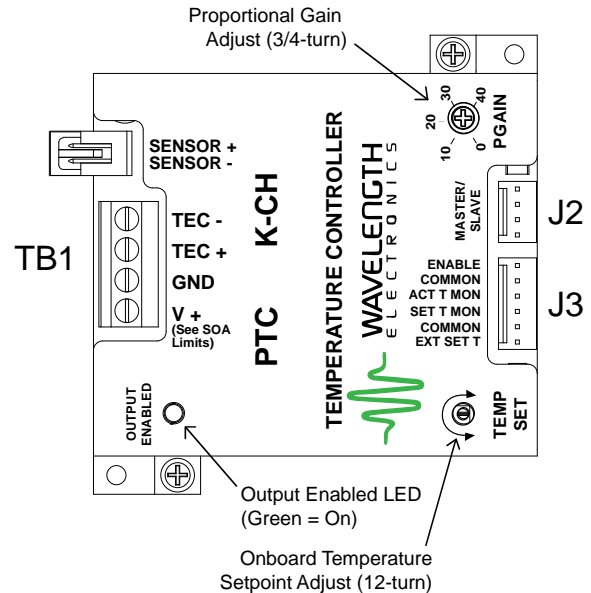 Proportional Gain
Adjust (3/4-turn)
SENSOR +
SENSOR -
TB1
TEC -
TEC +
GND
V +
(See SOA
Limits)
PTC K-CH
TEMPERATURE CONTROLLER
WAVELENGTH
ELECTRONICS
0
10
20
30
40
PGAIN
MASTER/
SLAVE
J2
ENABLE
COMMON
ACT T MON
SET T MON
COMMON
EXT SET T
J3
OUTPUT
ENABLED
TEMP
SET
Output Enabled LED
(Green = On)
Onboard Temperature
Setpoint Adjust (12-turn)